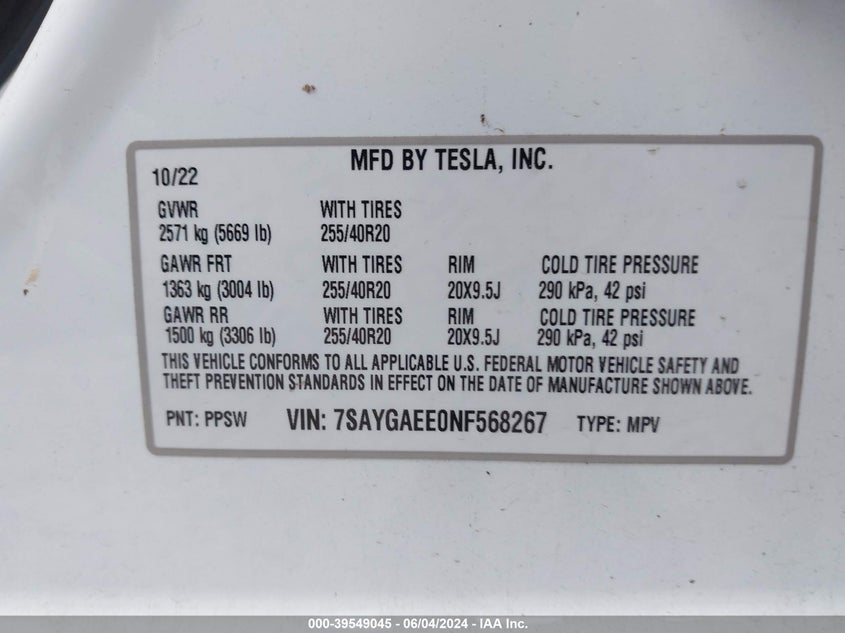 MFD BY TESLA, INC.
10/22
GVWR WITH TIRES
2571 kg (5669 lb) 255/40R20
GAWR FRT WITH TIRES RIM COLD TIRE PRESSURE
1363 kg (3004 lb) 255/40R20 20X9.5J 290 kPa, 42 psi
GAWR RR WITH TIRES RIM COLD TIRE PRESSURE
1500 kg (3306 lb) 255/40R20 20X9.5J 290 kPa, 42 psi
THIS VEHICLE CONFORMS TO ALL APPLICABLE U.S. FEDERAL MOTOR VEHICLE SAFETY AND
THEFT PREVENTION STANDARDS IN EFFECT ON THE DATE OF MANUFACTURE SHOWN ABOVE.
PNT: PPSW VIN: 7SAYGAEE0NF568267 TYPE: MPV
000-39549045 - 06/04/2024 - IAA Inc.